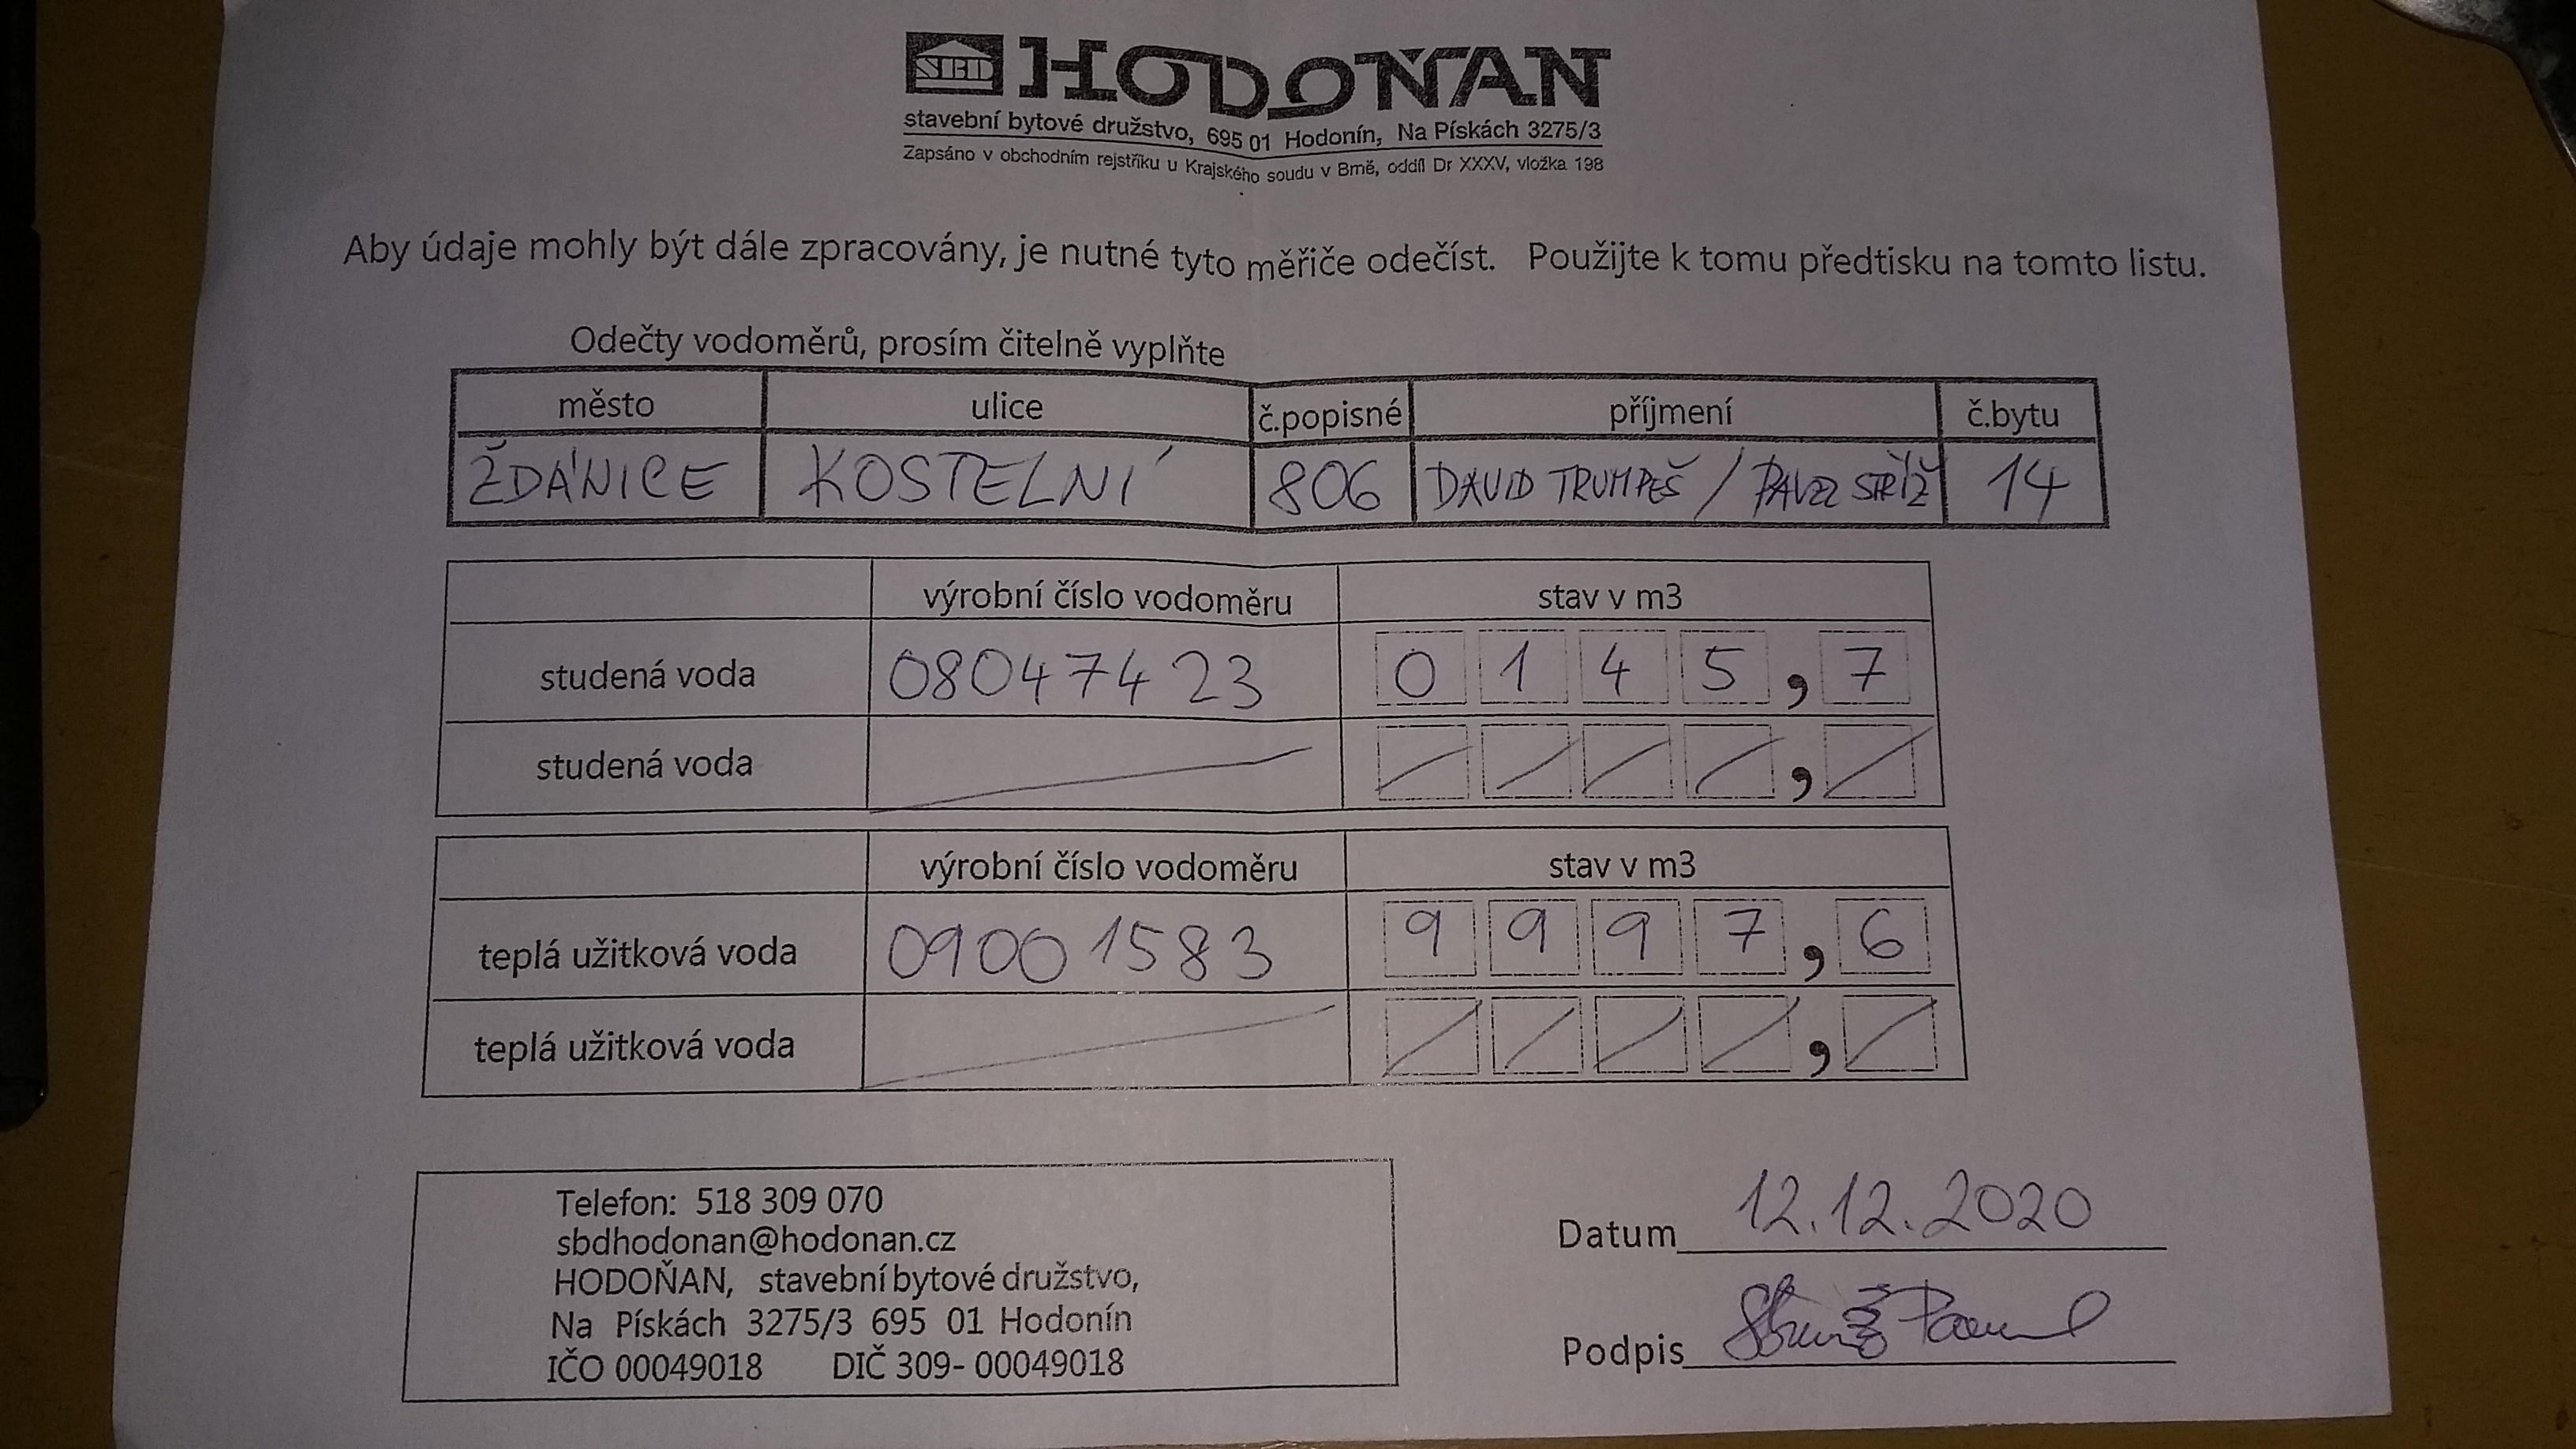 SBD HODOŇAN
stavební bytové družstvo, 695 01 Hodonín, Na Pískách 3275/3
Zapsáno v obchodním rejstříku u Krajského soudu v Brně, oddíl Dr XXXV, vložka 198
Aby údaje mohly být dále zpracovány, je nutné tyto měřiče odečíst. Použijte k tomu předtisku na tomto listu.
Odečty vodoměrů, prosím čitelně vyplňte
město ulice č.popisné příjmení č.bytu
ŽDÁNICE KOSTELNÍ 806 DAVID TRUMPEŠ / PAVEL STŘÍŽ 14
výrobní číslo vodoměru stav v m3
studená voda 08047423 0145,7
studená voda ,
výrobní číslo vodoměru stav v m3
teplá užitková voda 09001583 9997,6
teplá užitková voda ,
Telefon: 518 309 070
sbdhodonan@hodonan.cz
HODOŇAN, stavební bytové družstvo,
Na Pískách 3275/3 695 01 Hodonín
IČO 00049018 DIČ 309- 00049018
Datum 12.12.2020
Podpis Stříž Pavel